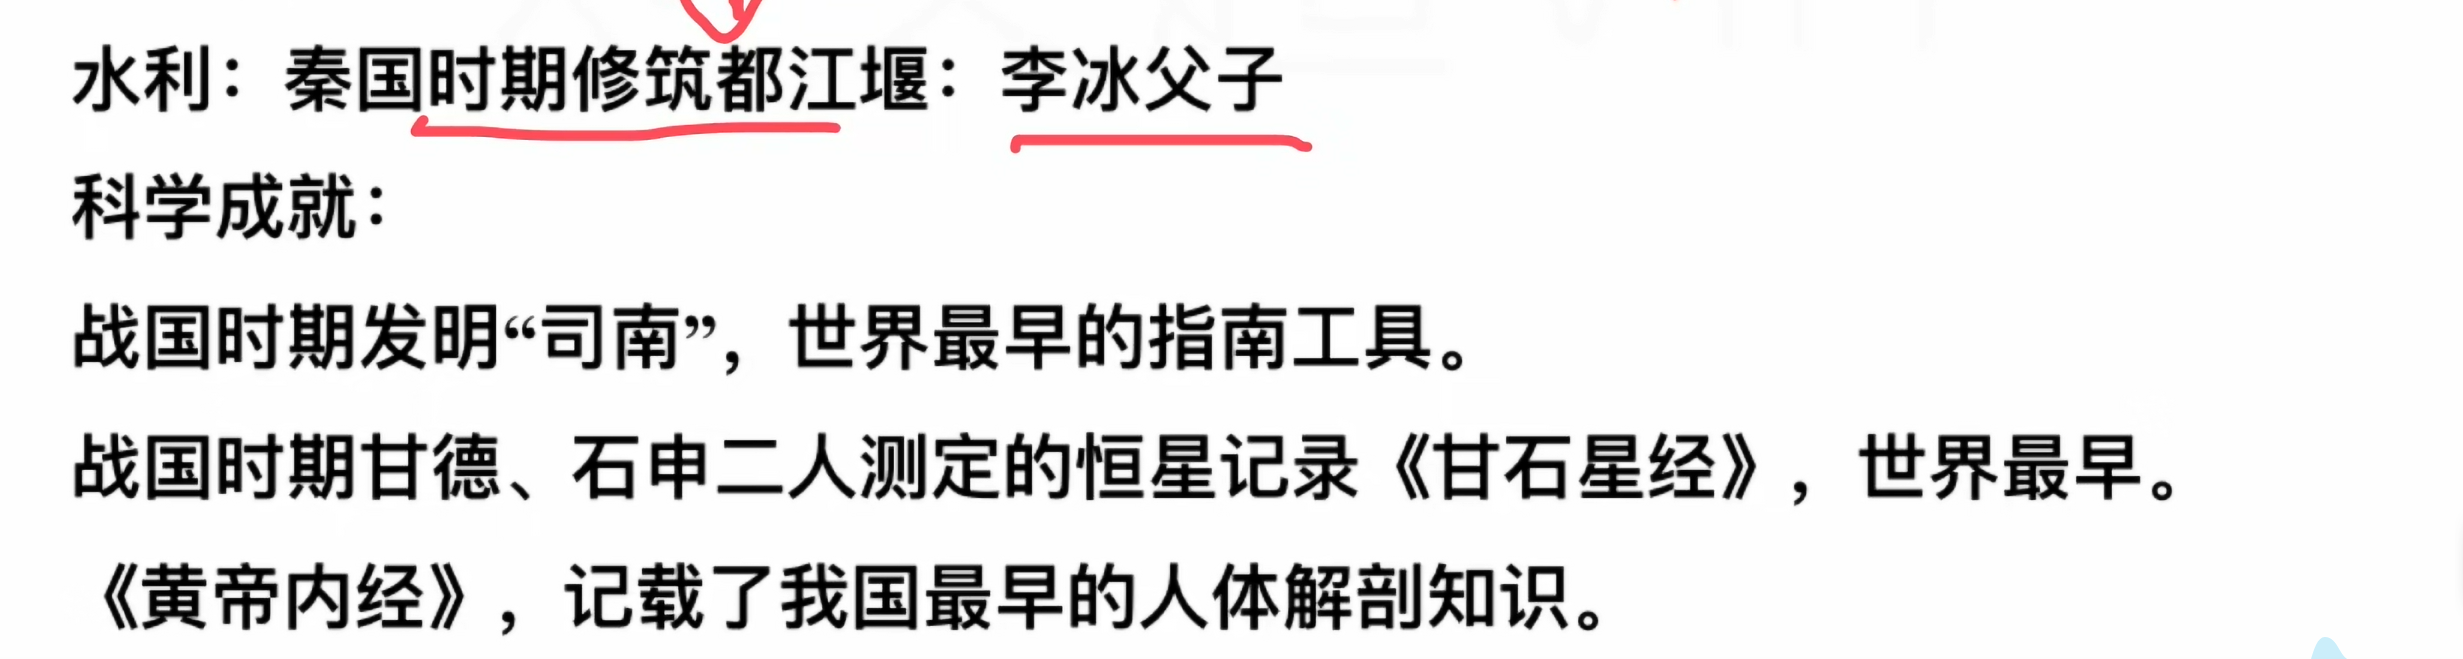 水利：秦国时期修筑都江堰：李冰父子
科学成就：
战国时期发明“司南”，世界最早的指南工具。
战国时期甘德、石申二人测定的恒星记录《甘石星经》，世界最早。
《黄帝内经》，记载了我国最早的人体解剖知识。